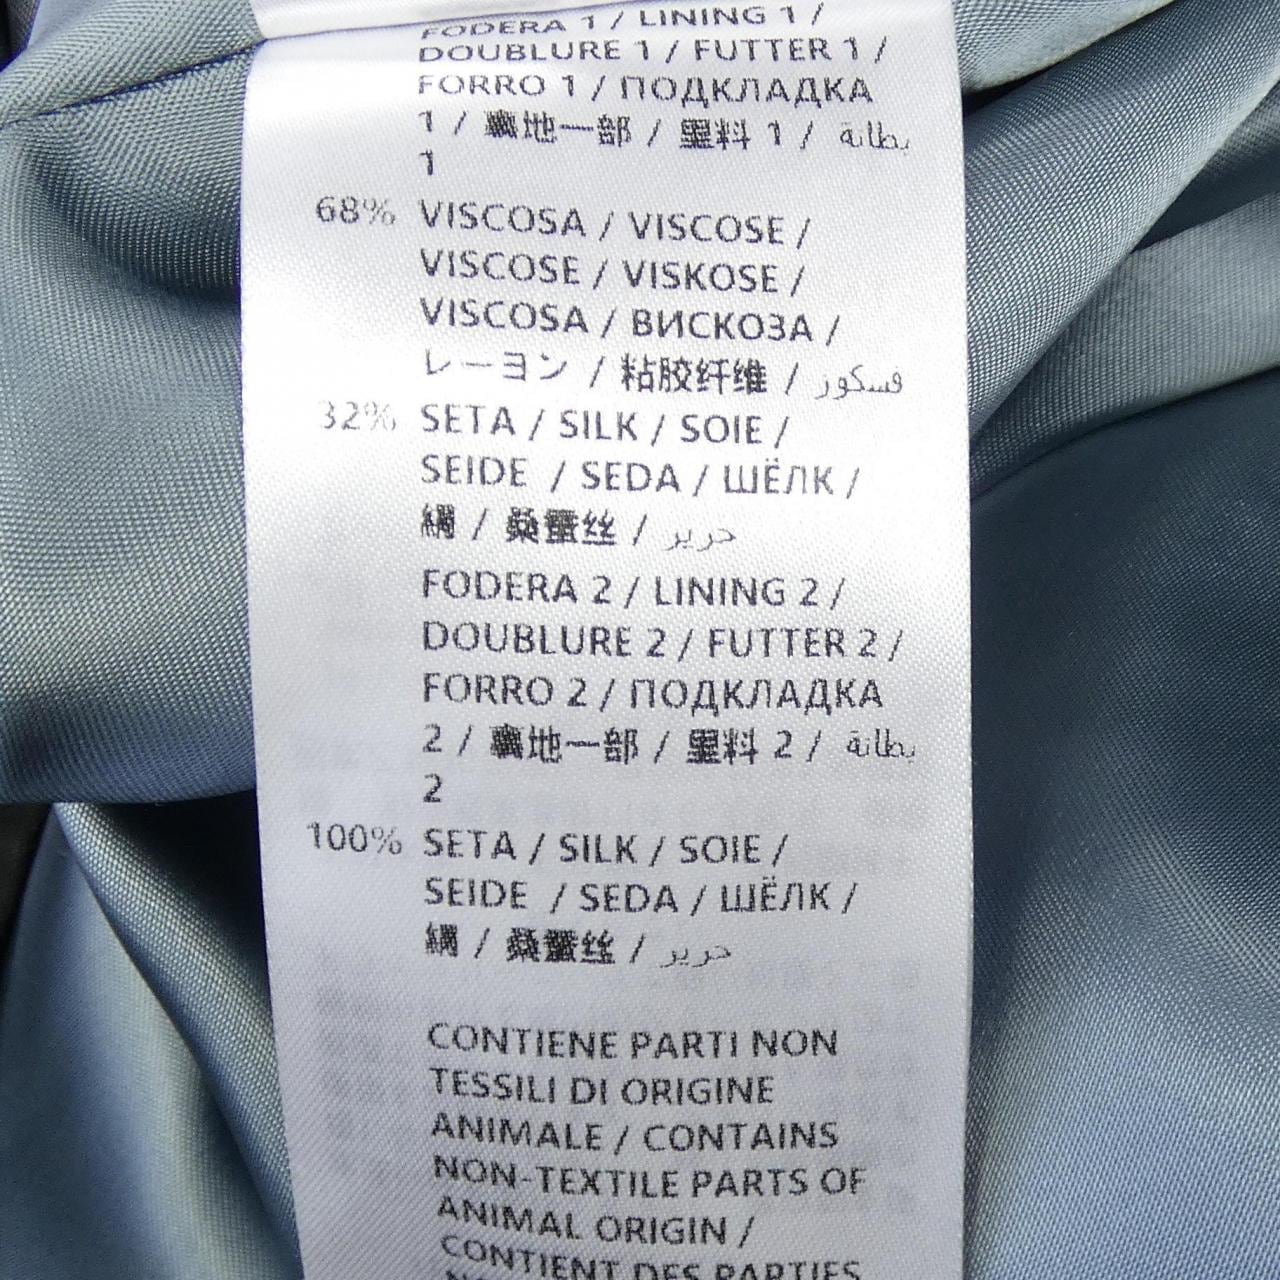 FODERA 1 / LINING 1 /
DOUBLURE 1 / FUTTER 1 /
FORRO 1 / ПОДКЛАДКА
1 / 裏地一部 / 里料 1 / بطانة
1
68% VISCOSA / VISCOSE /
VISCOSE / VISKOSE /
VISCOSA / ВИСКОЗА /
レーヨン / 粘胶纤维 / فسكور
32% SETA / SILK / SOIE /
SEIDE / SEDA / ШЁЛК /
絹 / 桑蚕丝 / حرير
FODERA 2 / LINING 2 /
DOUBLURE 2 / FUTTER 2 /
FORRO 2 / ПОДКЛАДКА
2 / 裏地一部 / 里料 2 / بطانة
2
100% SETA / SILK / SOIE /
SEIDE / SEDA / ШЁЛК /
絹 / 桑蚕丝 / حرير
CONTIENE PARTI NON
TESSILI DI ORIGINE
ANIMALE / CONTAINS
NON-TEXTILE PARTS OF
ANIMAL ORIGIN /
CONTIENT DES PARTIES